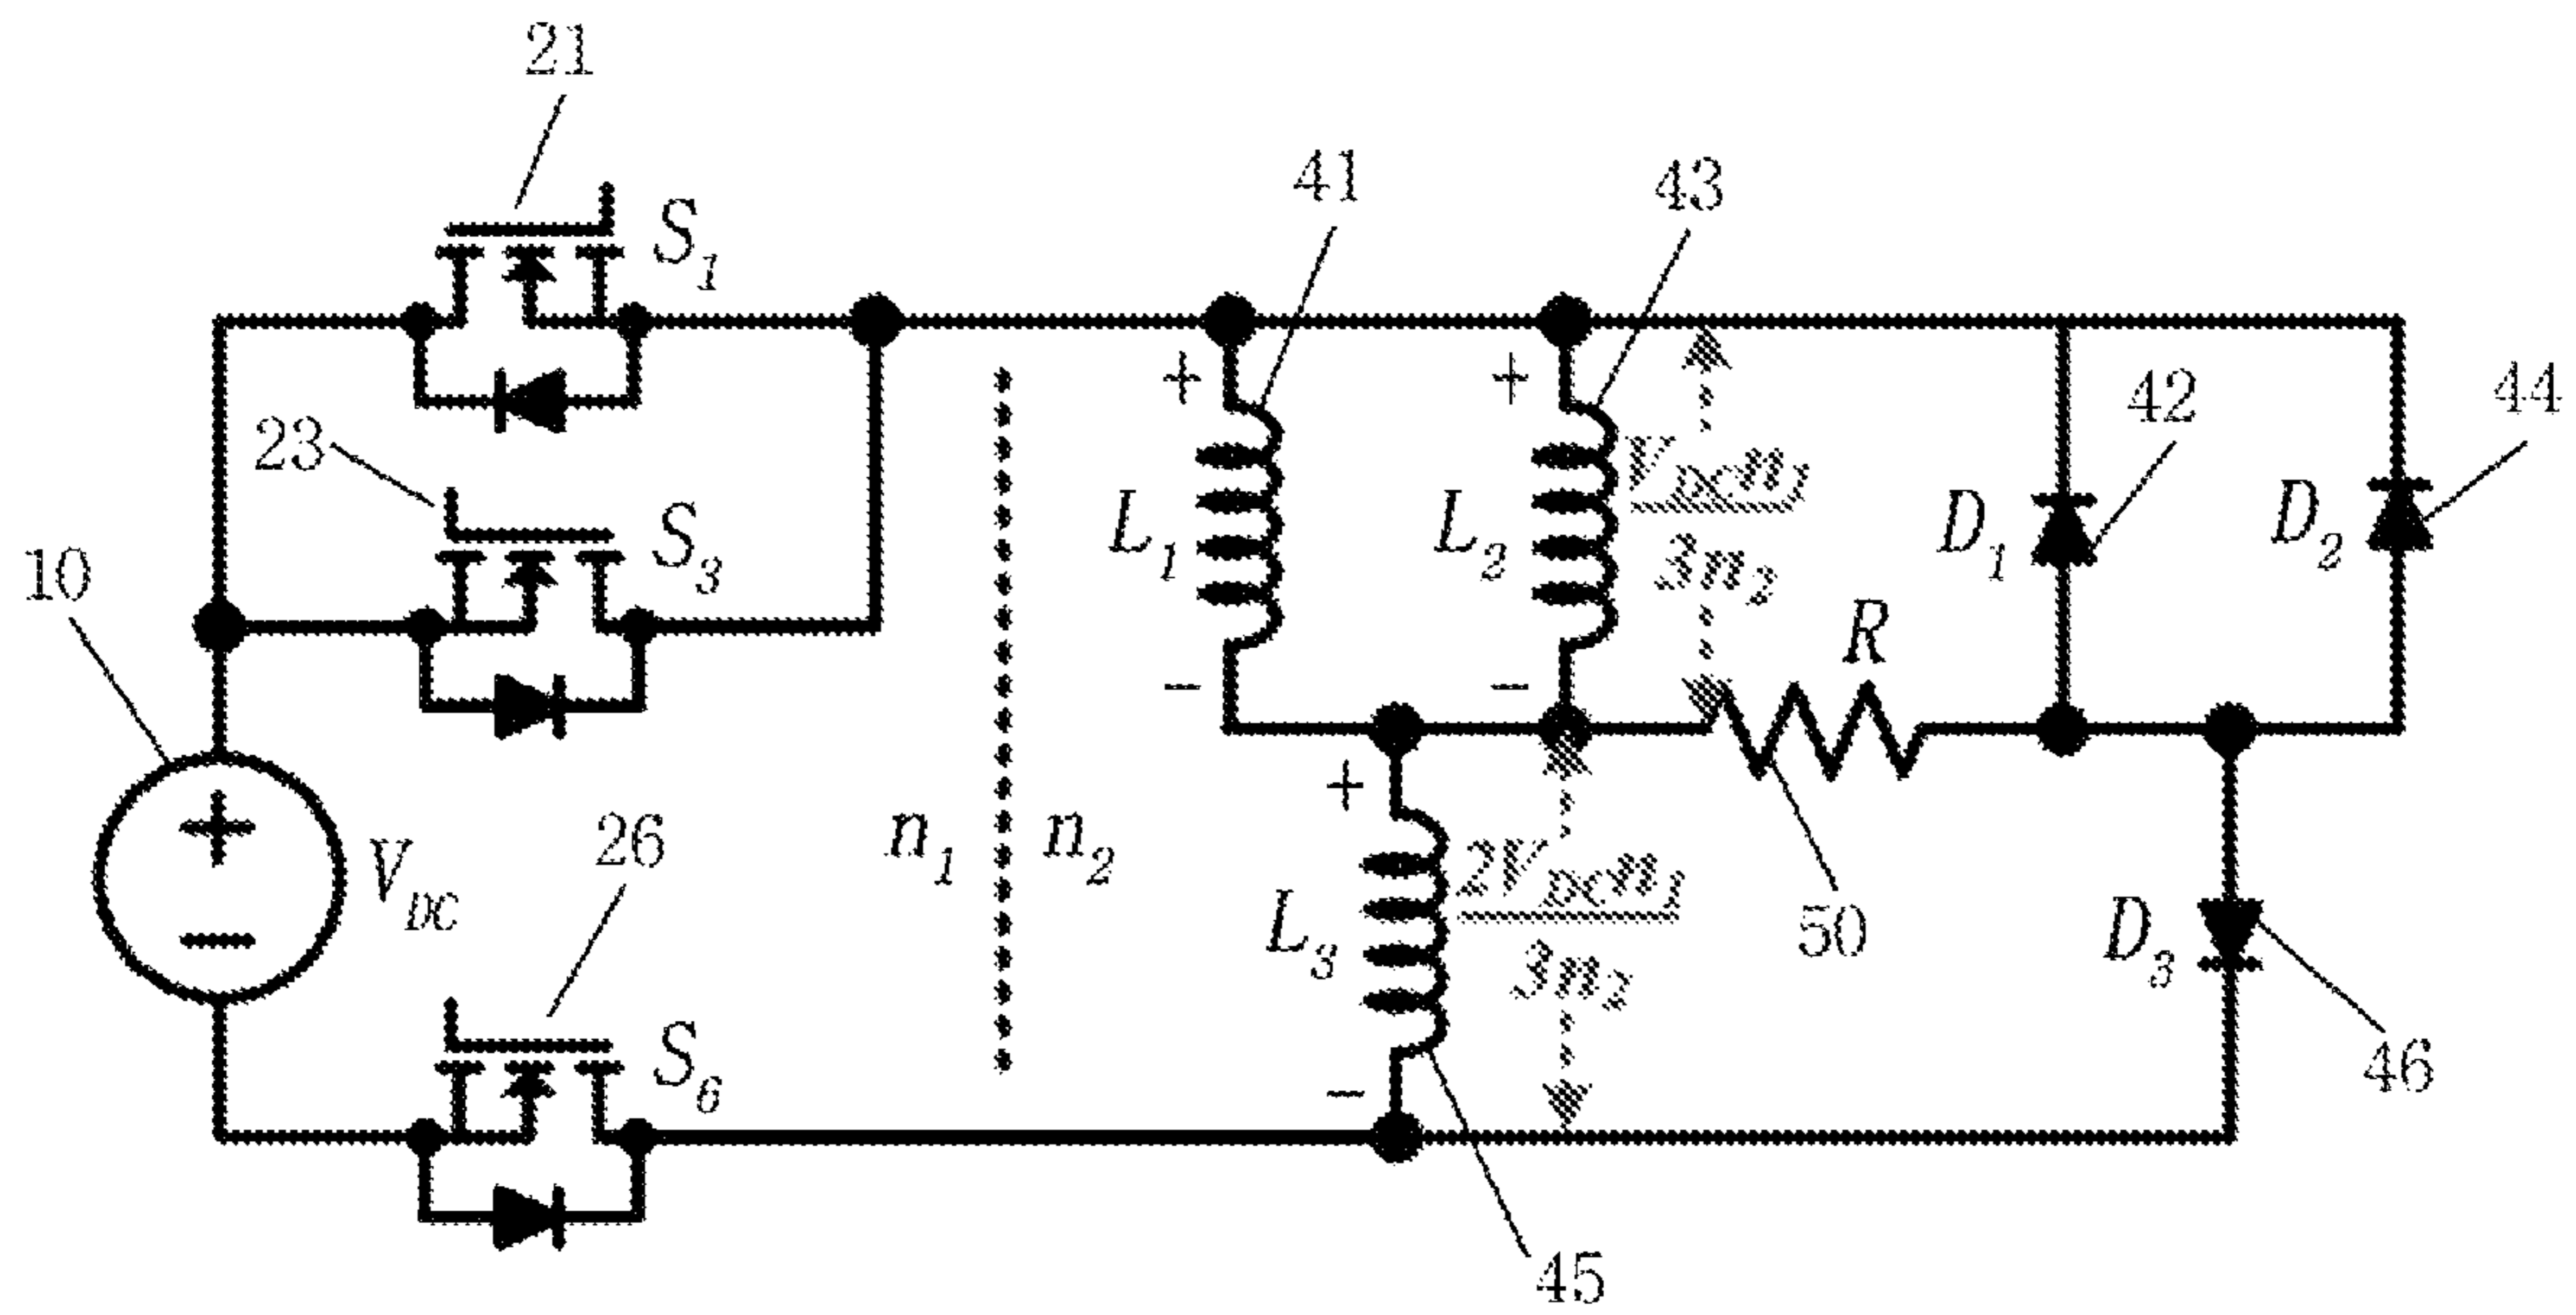 21
S1
41
43
23
S3
+
+
42
44
10
L1
L2
VDCn1
3n2
D1
D2
R
-
-
+
+
-
VDC
n1
n2
26
S6
L3
2VDCn1
3n2
50
D3
46
-
45